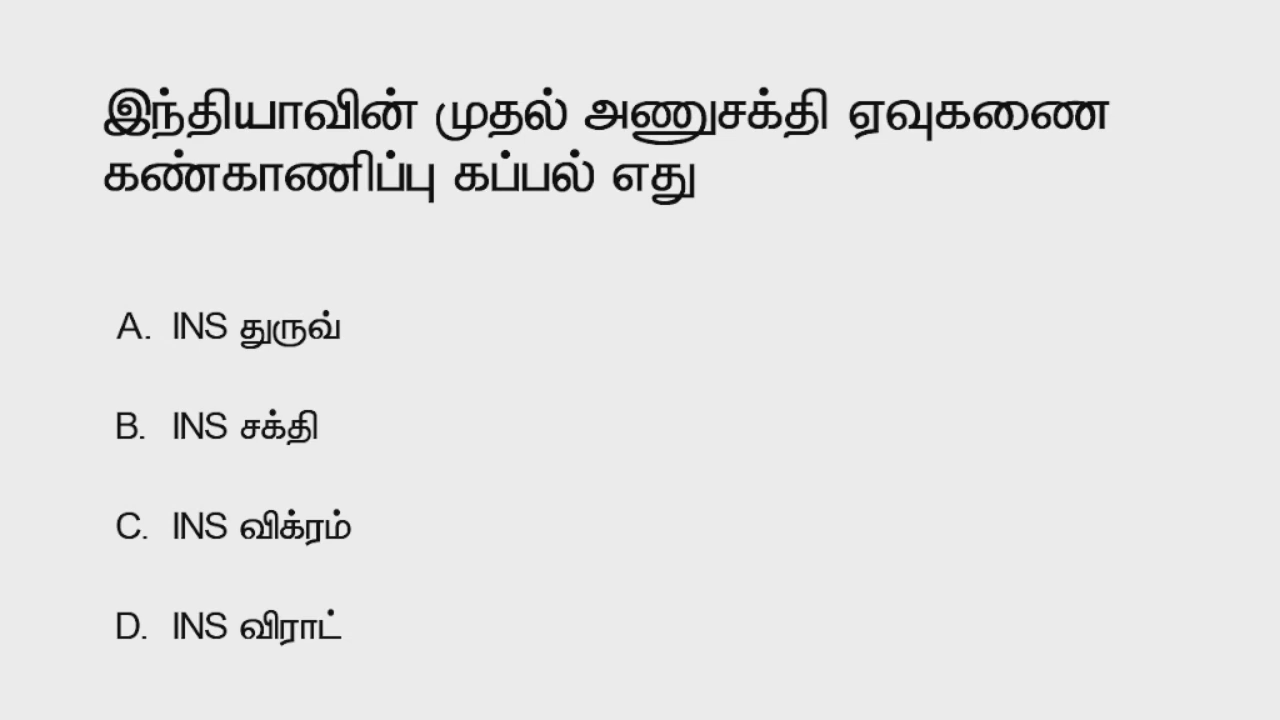 இந்தியாவின் முதல் அணுசக்தி ஏவுகணை
கண்காணிப்பு கப்பல் எது
A. INS துருவ்
B. INS சக்தி
C. INS விக்ரம்
D. INS விராட்